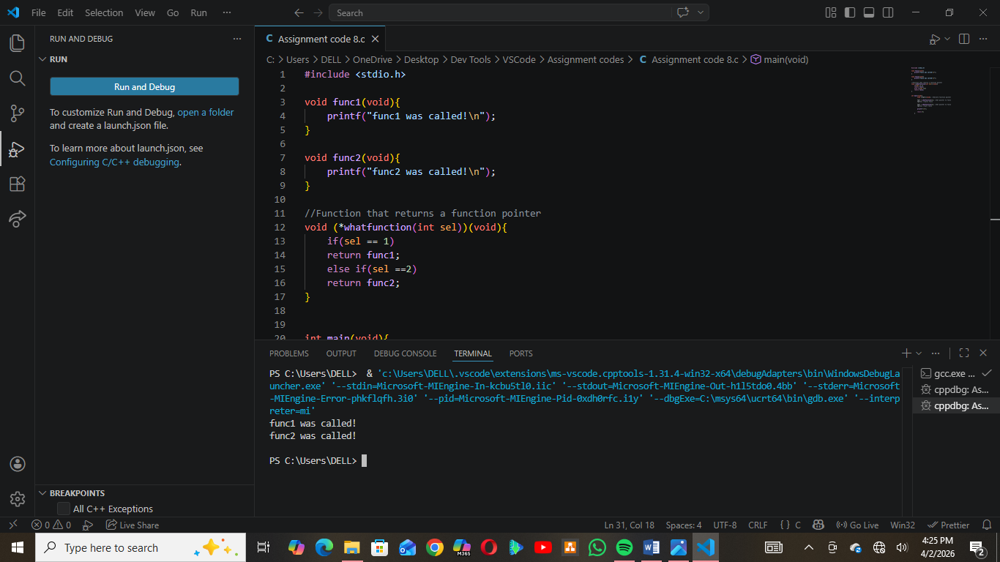 File Edit Selection View Go Run ··· Search
RUN AND DEBUG ···
RUN
Run and Debug
To customize Run and Debug, open a folder
and create a launch.json file.
To learn more about launch.json, see
Configuring C/C++ debugging.
BREAKPOINTS
All C++ Exceptions
C Assignment code 8.c
C: > Users > DELL > OneDrive > Desktop > Dev Tools > VSCode > Assignment codes > C Assignment code 8.c > main(void)
1 #include <stdio.h>
2
3 void func1(void){
4     printf("func1 was called!\n");
5 }
6
7 void func2(void){
8     printf("func2 was called!\n");
9 }
10
11 //Function that returns a function pointer
12 void (*whatfunction(int sel))(void){
13     if(sel == 1)
14     return func1;
15     else if(sel ==2)
16     return func2;
17 }
18
19
20 int main(void){
PROBLEMS OUTPUT DEBUG CONSOLE TERMINAL PORTS
PS C:\Users\DELL>  & 'c:\Users\DELL\.vscode\extensions\ms-vscode.cpptools-1.31.4-win32-x64\debugAdapters\bin\WindowsDebugLa
uncher.exe' '--stdin=Microsoft-MIEngine-In-kcbu5tl0.iic' '--stdout=Microsoft-MIEngine-Out-h1l5tdo0.4bb' '--stderr=Microsoft
-MIEngine-Error-phkflqfh.3i0' '--pid=Microsoft-MIEngine-Pid-0xdh0rfc.i1y' '--dbgExe=C:\msys64\ucrt64\bin\gdb.exe' '--interp
reter=mi'
func1 was called!
func2 was called!
PS C:\Users\DELL>
gcc.exe ...
cppdbg: As...
cppdbg: As...
0 0 Live Share Ln 31, Col 18 Spaces: 4 UTF-8 CRLF { } C Go Live Win32 Prettier
Type here to search
M365
4:25 PM
4/2/2026
2